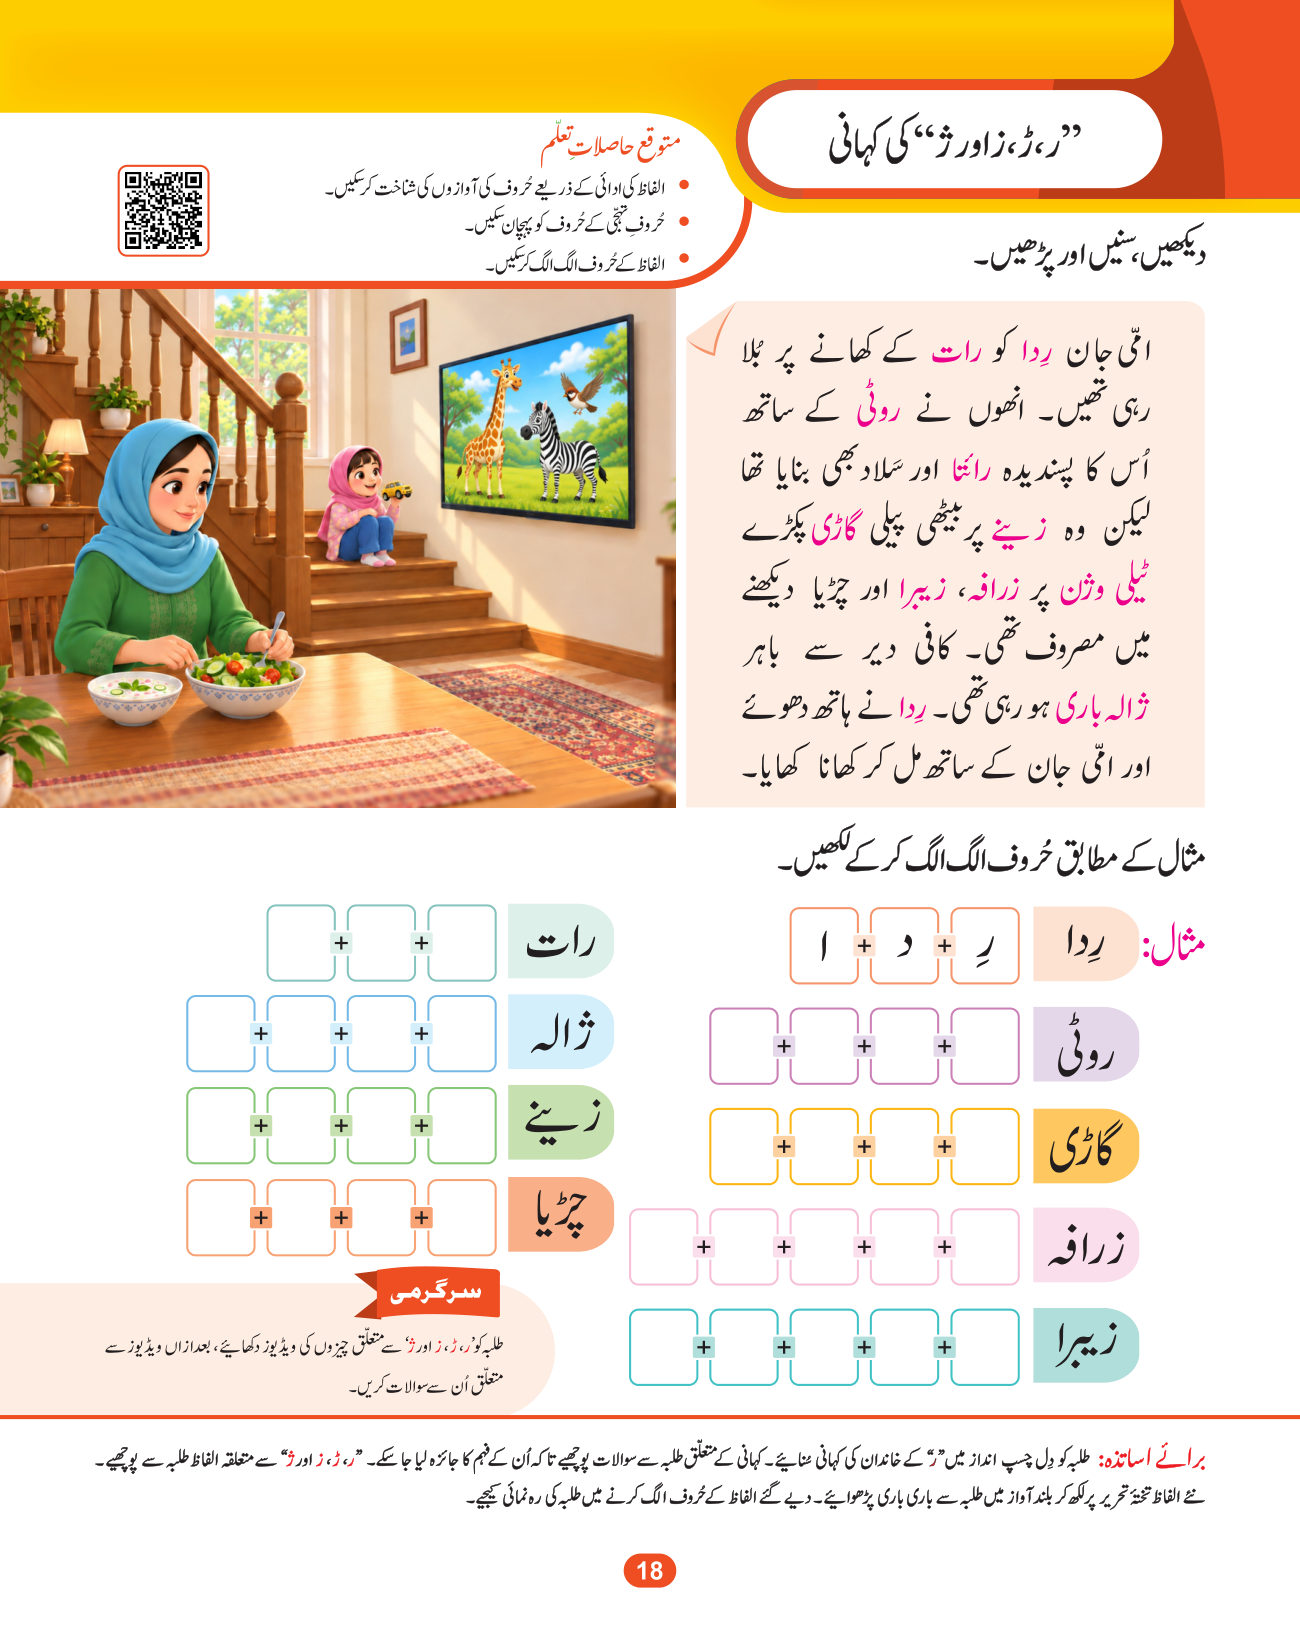 ”ر، ڑ، ز اور ژ“ کی کہانی
متوقع حاصلاتِ تعلّم
• الفاظ کی ادائی کے ذریعے حُروف کی آوازوں کی شناخت کرسکیں۔
• حُروفِ تہجّی کے حُروف کو پہچان سکیں۔
• الفاظ کے حُروف الگ الگ کرسکیں۔
دیکھیں، سنیں اور پڑھیں۔
امّی جان رِدا کو رات کے کھانے پر بُلا
رہی تھیں۔ انھوں نے روٹی کے ساتھ
اُس کا پسندیدہ رائتا اور سَلاد بھی بنایا تھا
لیکن وہ زینے پر بیٹھی پیلی گاڑی پکڑے
ٹیلی وژن پر زرافہ، زیبرا اور چڑیا دیکھنے
میں مصروف تھی۔ کافی دیر سے باہر
ژالہ باری ہو رہی تھی۔ رِدا نے ہاتھ دھوئے
اور امّی جان کے ساتھ مل کر کھانا کھایا۔
مثال کے مطابق حُروف الگ الگ کرکے لکھیں۔
مثال: رِدا رِ + د + ا
روٹی + + +
گاڑی + + +
زرافہ + + + +
زیبرا + + + +
رات + +
ژالہ + + +
زینے + + +
چڑیا + + +
سرگرمی
طلبہ کو ’ر، ڑ، ز اور ژ‘ سے متعلّق چیزوں کی ویڈیوز دکھائیے، بعدازاں ویڈیوز سے
متعلّق اُن سے سوالات کریں۔
برائے اساتذہ: طلبہ کو دِل چسپ انداز میں ”ر“ کے خاندان کی کہانی سُنائیے۔ کہانی کے متعلّق طلبہ سے سوالات پوچھیے تاکہ اُن کے فہم کا جائزہ لیا جا سکے۔ ”ر، ڑ، ز اور ژ“ سے متعلقہ الفاظ طلبہ سے پوچھیے۔
نئے الفاظ تختۂ تحریر پر لکھ کر بلند آواز میں طلبہ سے باری باری پڑھوائیے۔ دیے گئے الفاظ کے حُروف الگ کرنے میں طلبہ کی رہ نمائی کیجیے۔
18